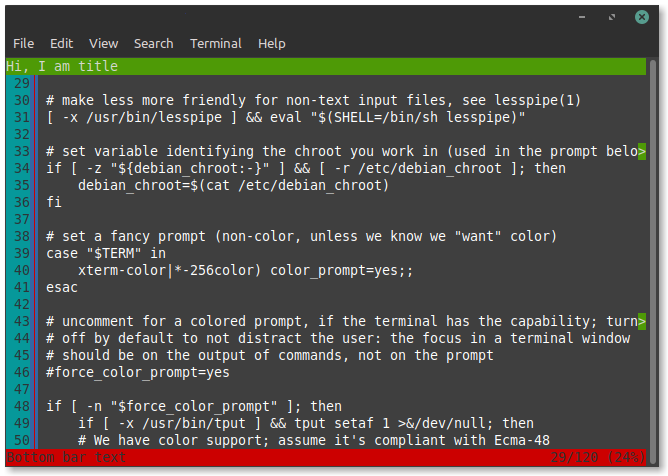 File Edit View Search Terminal Help
Hi, I am title
29
30 # make less more friendly for non-text input files, see lesspipe(1)
31 [ -x /usr/bin/lesspipe ] && eval "$(SHELL=/bin/sh lesspipe)"
32
33 # set variable identifying the chroot you work in (used in the prompt belo>
34 if [ -z "${debian_chroot:-}" ] && [ -r /etc/debian_chroot ]; then
35     debian_chroot=$(cat /etc/debian_chroot)
36 fi
37
38 # set a fancy prompt (non-color, unless we know we "want" color)
39 case "$TERM" in
40     xterm-color|*-256color) color_prompt=yes;;
41 esac
42
43 # uncomment for a colored prompt, if the terminal has the capability; turn>
44 # off by default to not distract the user: the focus in a terminal window
45 # should be on the output of commands, not on the prompt
46 #force_color_prompt=yes
47
48 if [ -n "$force_color_prompt" ]; then
49     if [ -x /usr/bin/tput ] && tput setaf 1 >&/dev/null; then
50     # We have color support; assume it's compliant with Ecma-48
Bottom bar text 29/120 (24%)